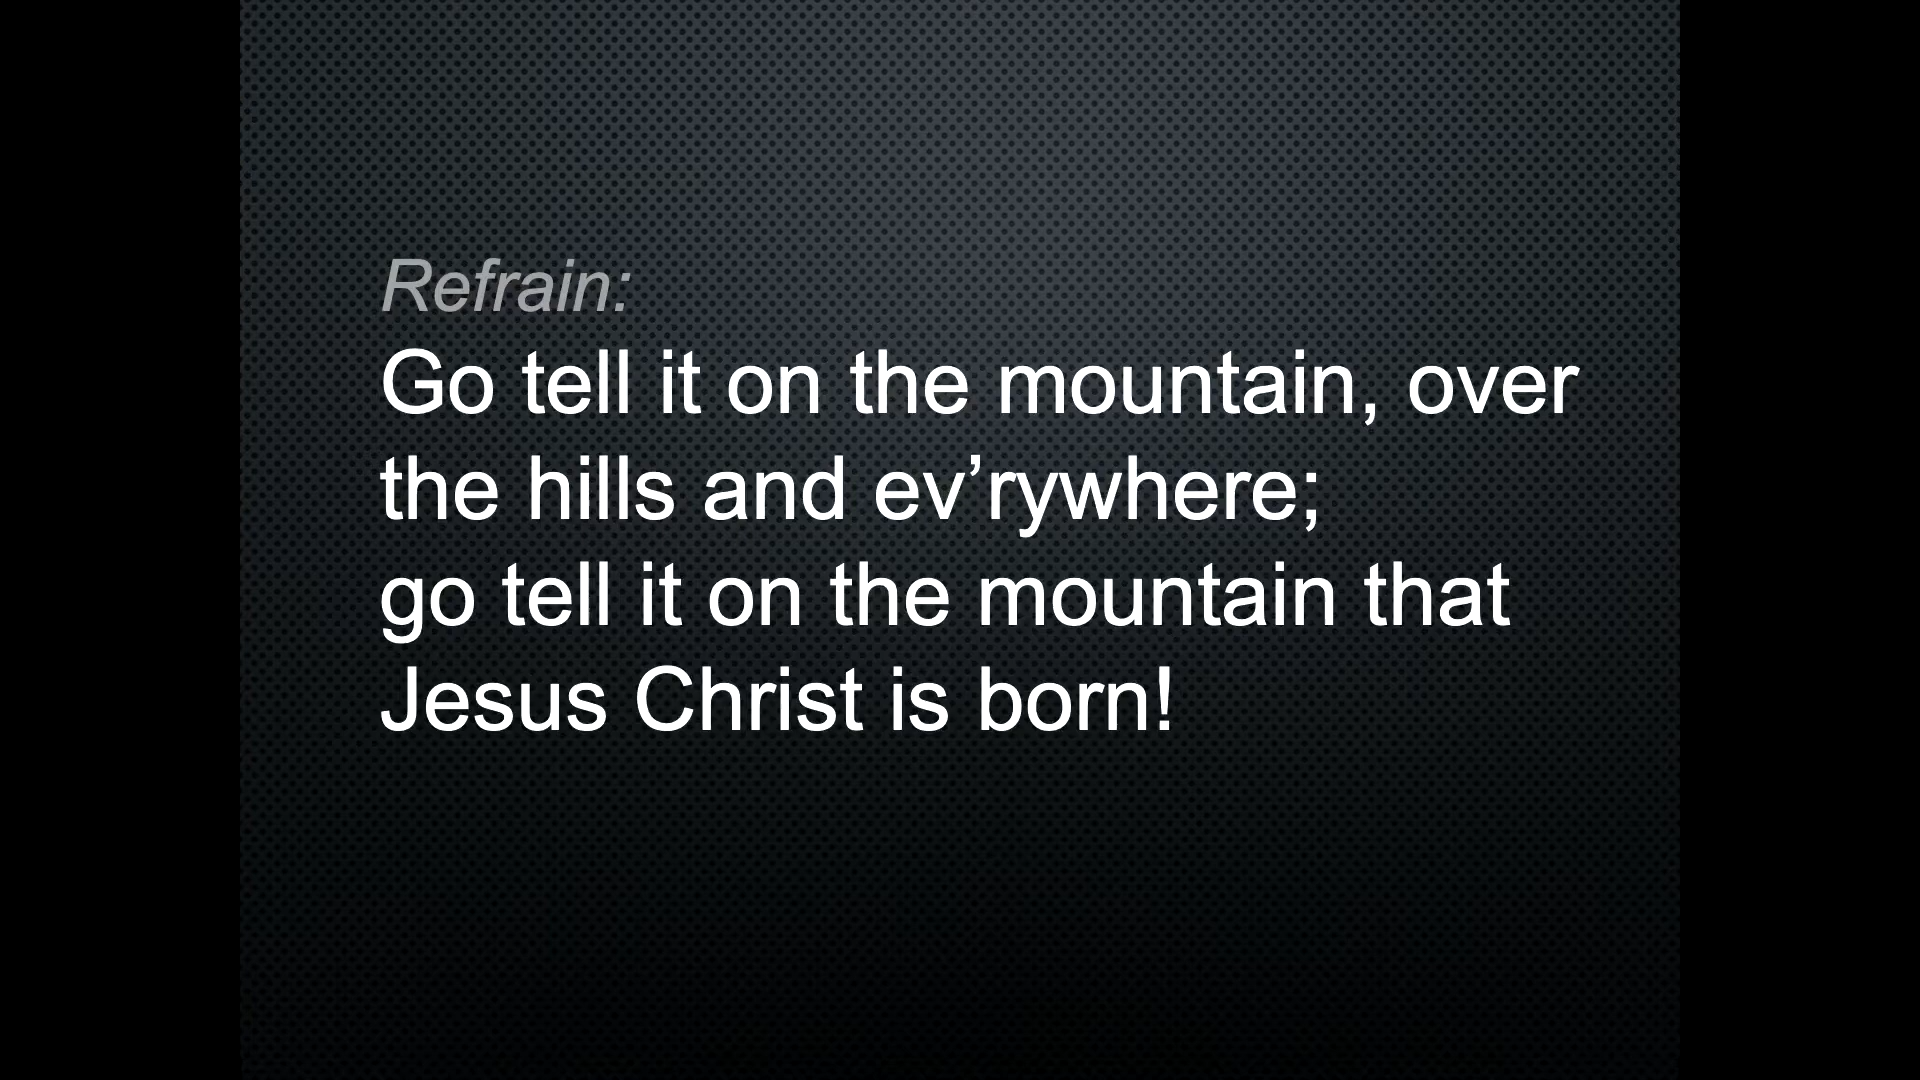 Refrain:
Go tell it on the mountain, over
the hills and ev’rywhere;
go tell it on the mountain that
Jesus Christ is born!